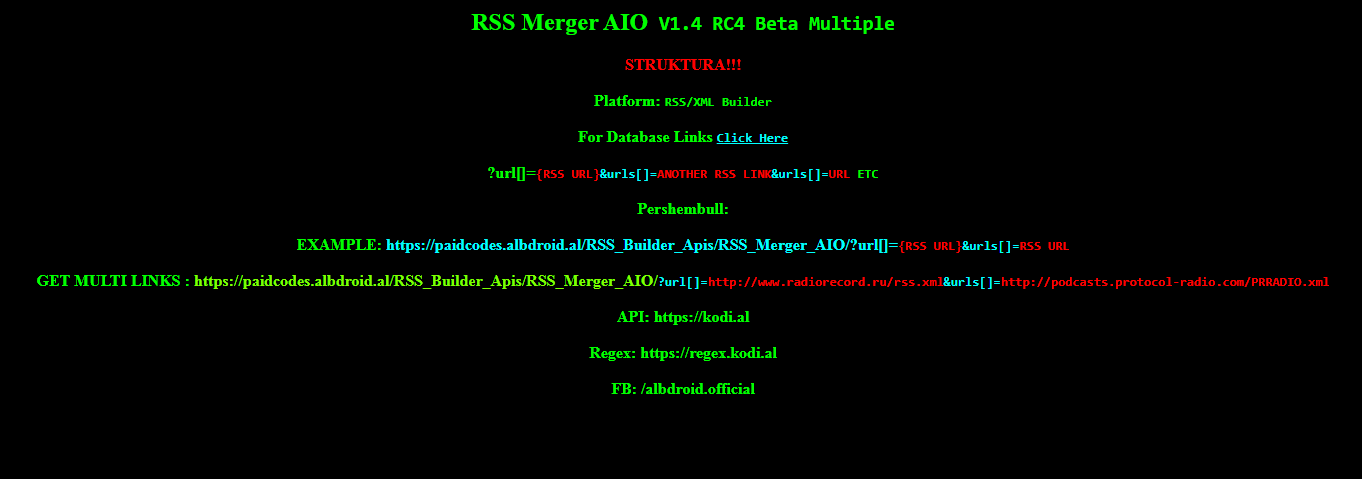 RSS Merger AIO V1.4 RC4 Beta Multiple
STRUKTURA!!!
Platform: RSS/XML Builder
For Database Links Click Here
?url[]={RSS URL}&urls[]=ANOTHER RSS LINK&urls[]=URL ETC
Pershembull:
EXAMPLE: https://paidcodes.albdroid.al/RSS_Builder_Apis/RSS_Merger_AIO/?url[]={RSS URL}&urls[]=RSS URL
GET MULTI LINKS : https://paidcodes.albdroid.al/RSS_Builder_Apis/RSS_Merger_AIO/?url[]=http://www.radiorecord.ru/rss.xml&urls[]=http://podcasts.protocol-radio.com/PRRADIO.xml
API: https://kodi.al
Regex: https://regex.kodi.al
FB: /albdroid.official